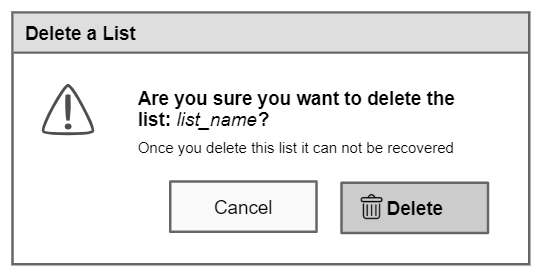 Delete a List
Are you sure you want to delete the
list: list_name?
Once you delete this list it can not be recovered
Cancel
Delete